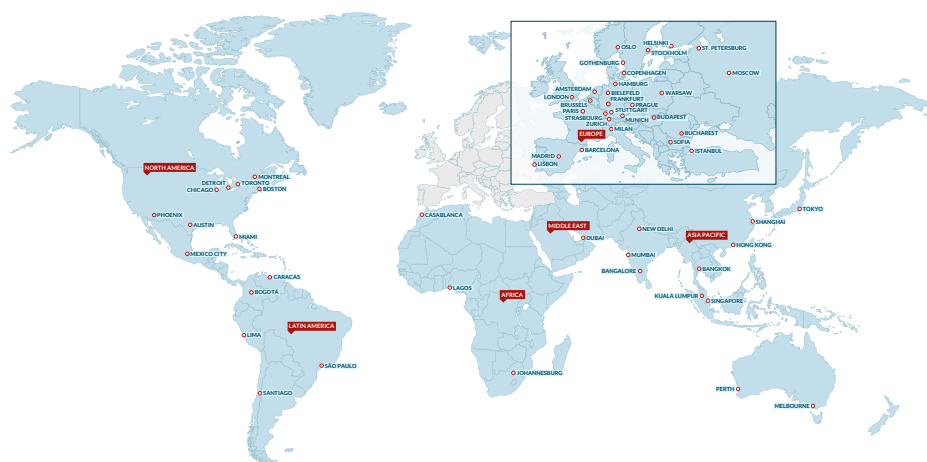 HELSINKI
OSLO
ST. PETERSBURG
STOCKHOLM
GOTHENBURG
COPENHAGEN
MOSCOW
HAMBURG
AMSTERDAM
BIELEFELD
WARSAW
LONDON
FRANKFURT
BRUSSELS
PRAGUE
PARIS
STUTTGART
STRASBOURG
MUNICH
BUDAPEST
ZURICH
MILAN
EUROPE
BUCHAREST
SOFIA
BARCELONA
ISTANBUL
MADRID
LISBON
NORTH AMERICA
MONTREAL
DETROIT
TORONTO
CHICAGO
BOSTON
PHOENIX
AUSTIN
MIAMI
MEXICO CITY
CARACAS
BOGOTÁ
LATIN AMERICA
LIMA
SÃO PAULO
SANTIAGO
CASABLANCA
LAGOS
AFRICA
JOHANNESBURG
MIDDLE EAST
DUBAI
TOKYO
SHANGHAI
NEW DELHI
ASIA PACIFIC
HONG KONG
MUMBAI
BANGALORE
BANGKOK
KUALA LUMPUR
SINGAPORE
PERTH
MELBOURNE